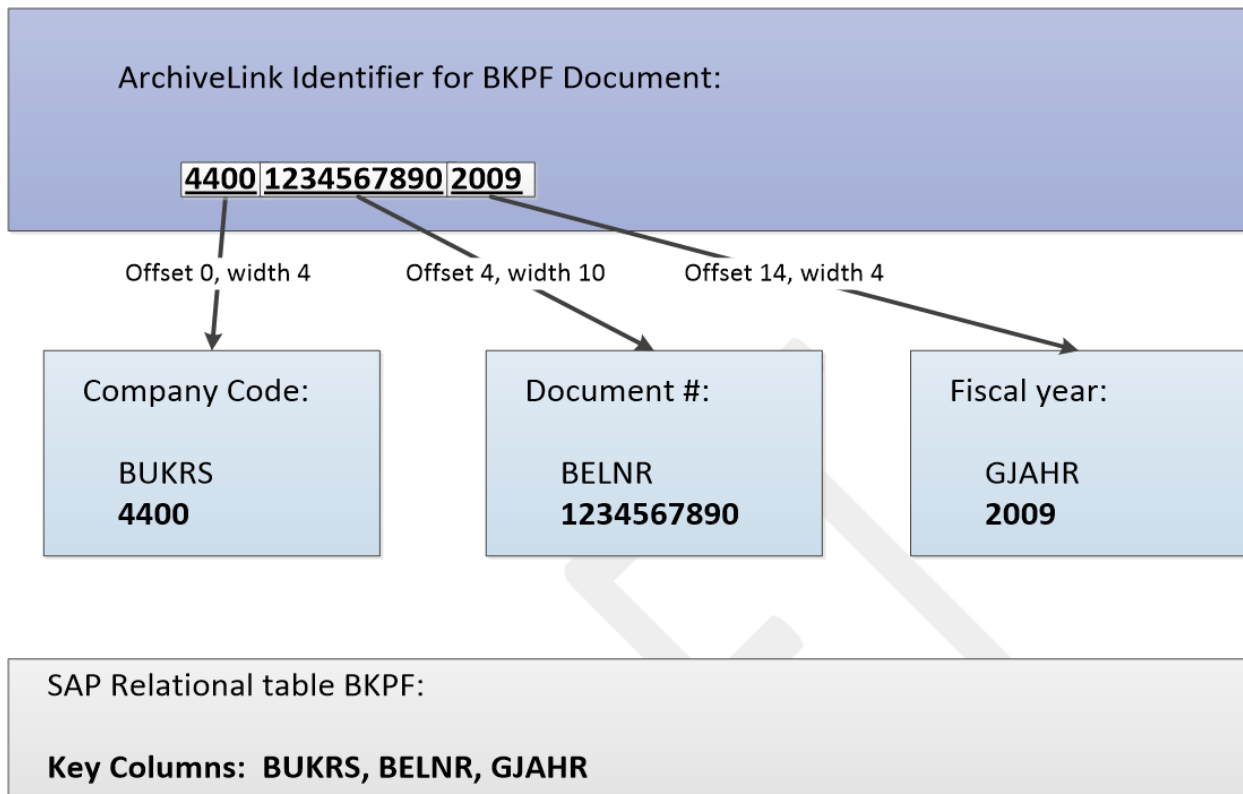 ArchiveLink Identifier for BKPF Document:
4400 1234567890 2009
Offset 0, width 4
Offset 4, width 10
Offset 14, width 4
Company Code:
BUKRS
4400
Document #:
BELNR
1234567890
Fiscal year:
GJAHR
2009
SAP Relational table BKPF:
Key Columns: BUKRS, BELNR, GJAHR